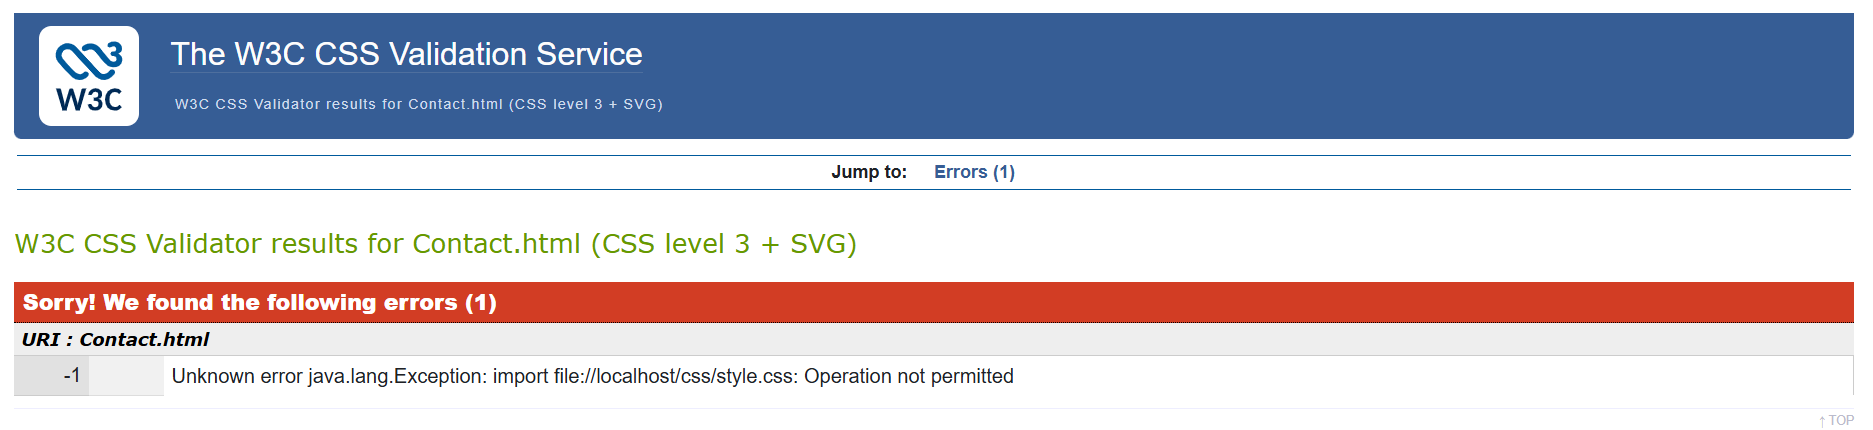 W3C
The W3C CSS Validation Service
W3C CSS Validator results for Contact.html (CSS level 3 + SVG)
Jump to: Errors (1)
W3C CSS Validator results for Contact.html (CSS level 3 + SVG)
Sorry! We found the following errors (1)
URI : Contact.html
-1 Unknown error java.lang.Exception: import file://localhost/css/style.css: Operation not permitted
↑ TOP